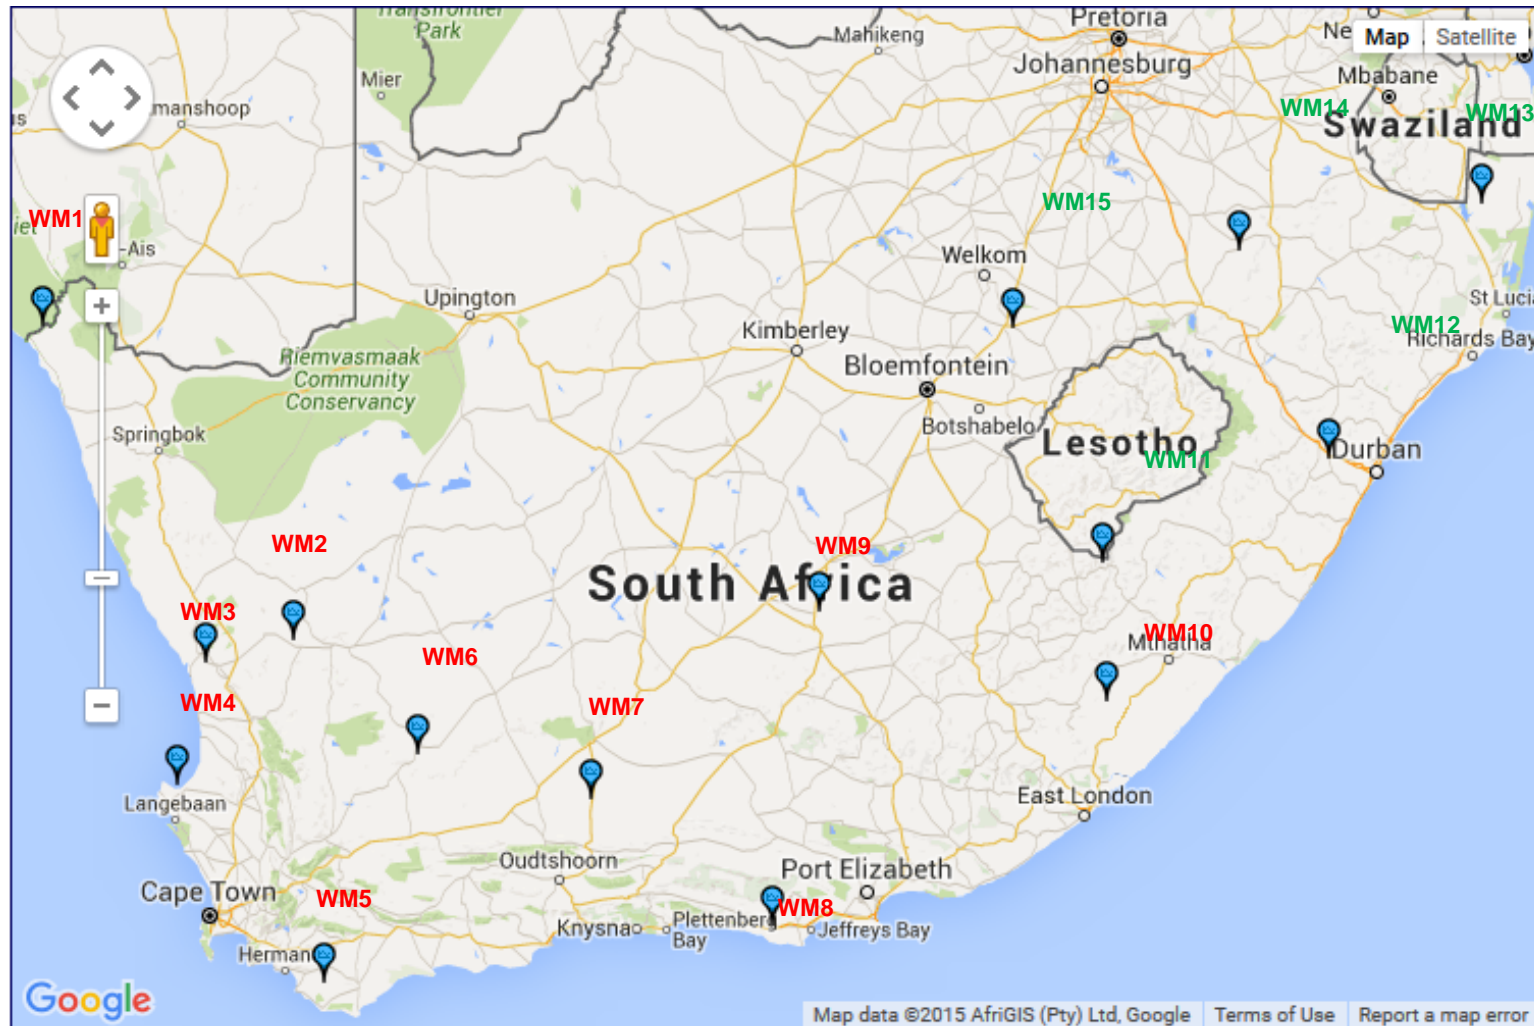 Transfrontier
Park
Pretoria
Mahikeng
Map
Satellite
Johannesburg
Mier
Mbabane
manshoop
WM14
WM13
Swaziland
WM1
WM15
-Ais
Welkom
Upington
St Lucia
WM12
Kimberley
Richards Bay
Riemvasmaak
Community
Conservancy
Bloemfontein
Botshabelo
Springbok
Lesotho
WM11
Durban
WM2
WM9
South Africa
WM3
WM10
Mthatha
WM6
WM4
WM7
Langebaan
East London
Oudtshoorn
Port Elizabeth
Cape Town
WM5
WM8
Knysna
Plettenberg
Bay
Jeffreys Bay
Herman
Google
Map data ©2015 AfriGIS (Pty) Ltd, Google
Terms of Use
Report a map error